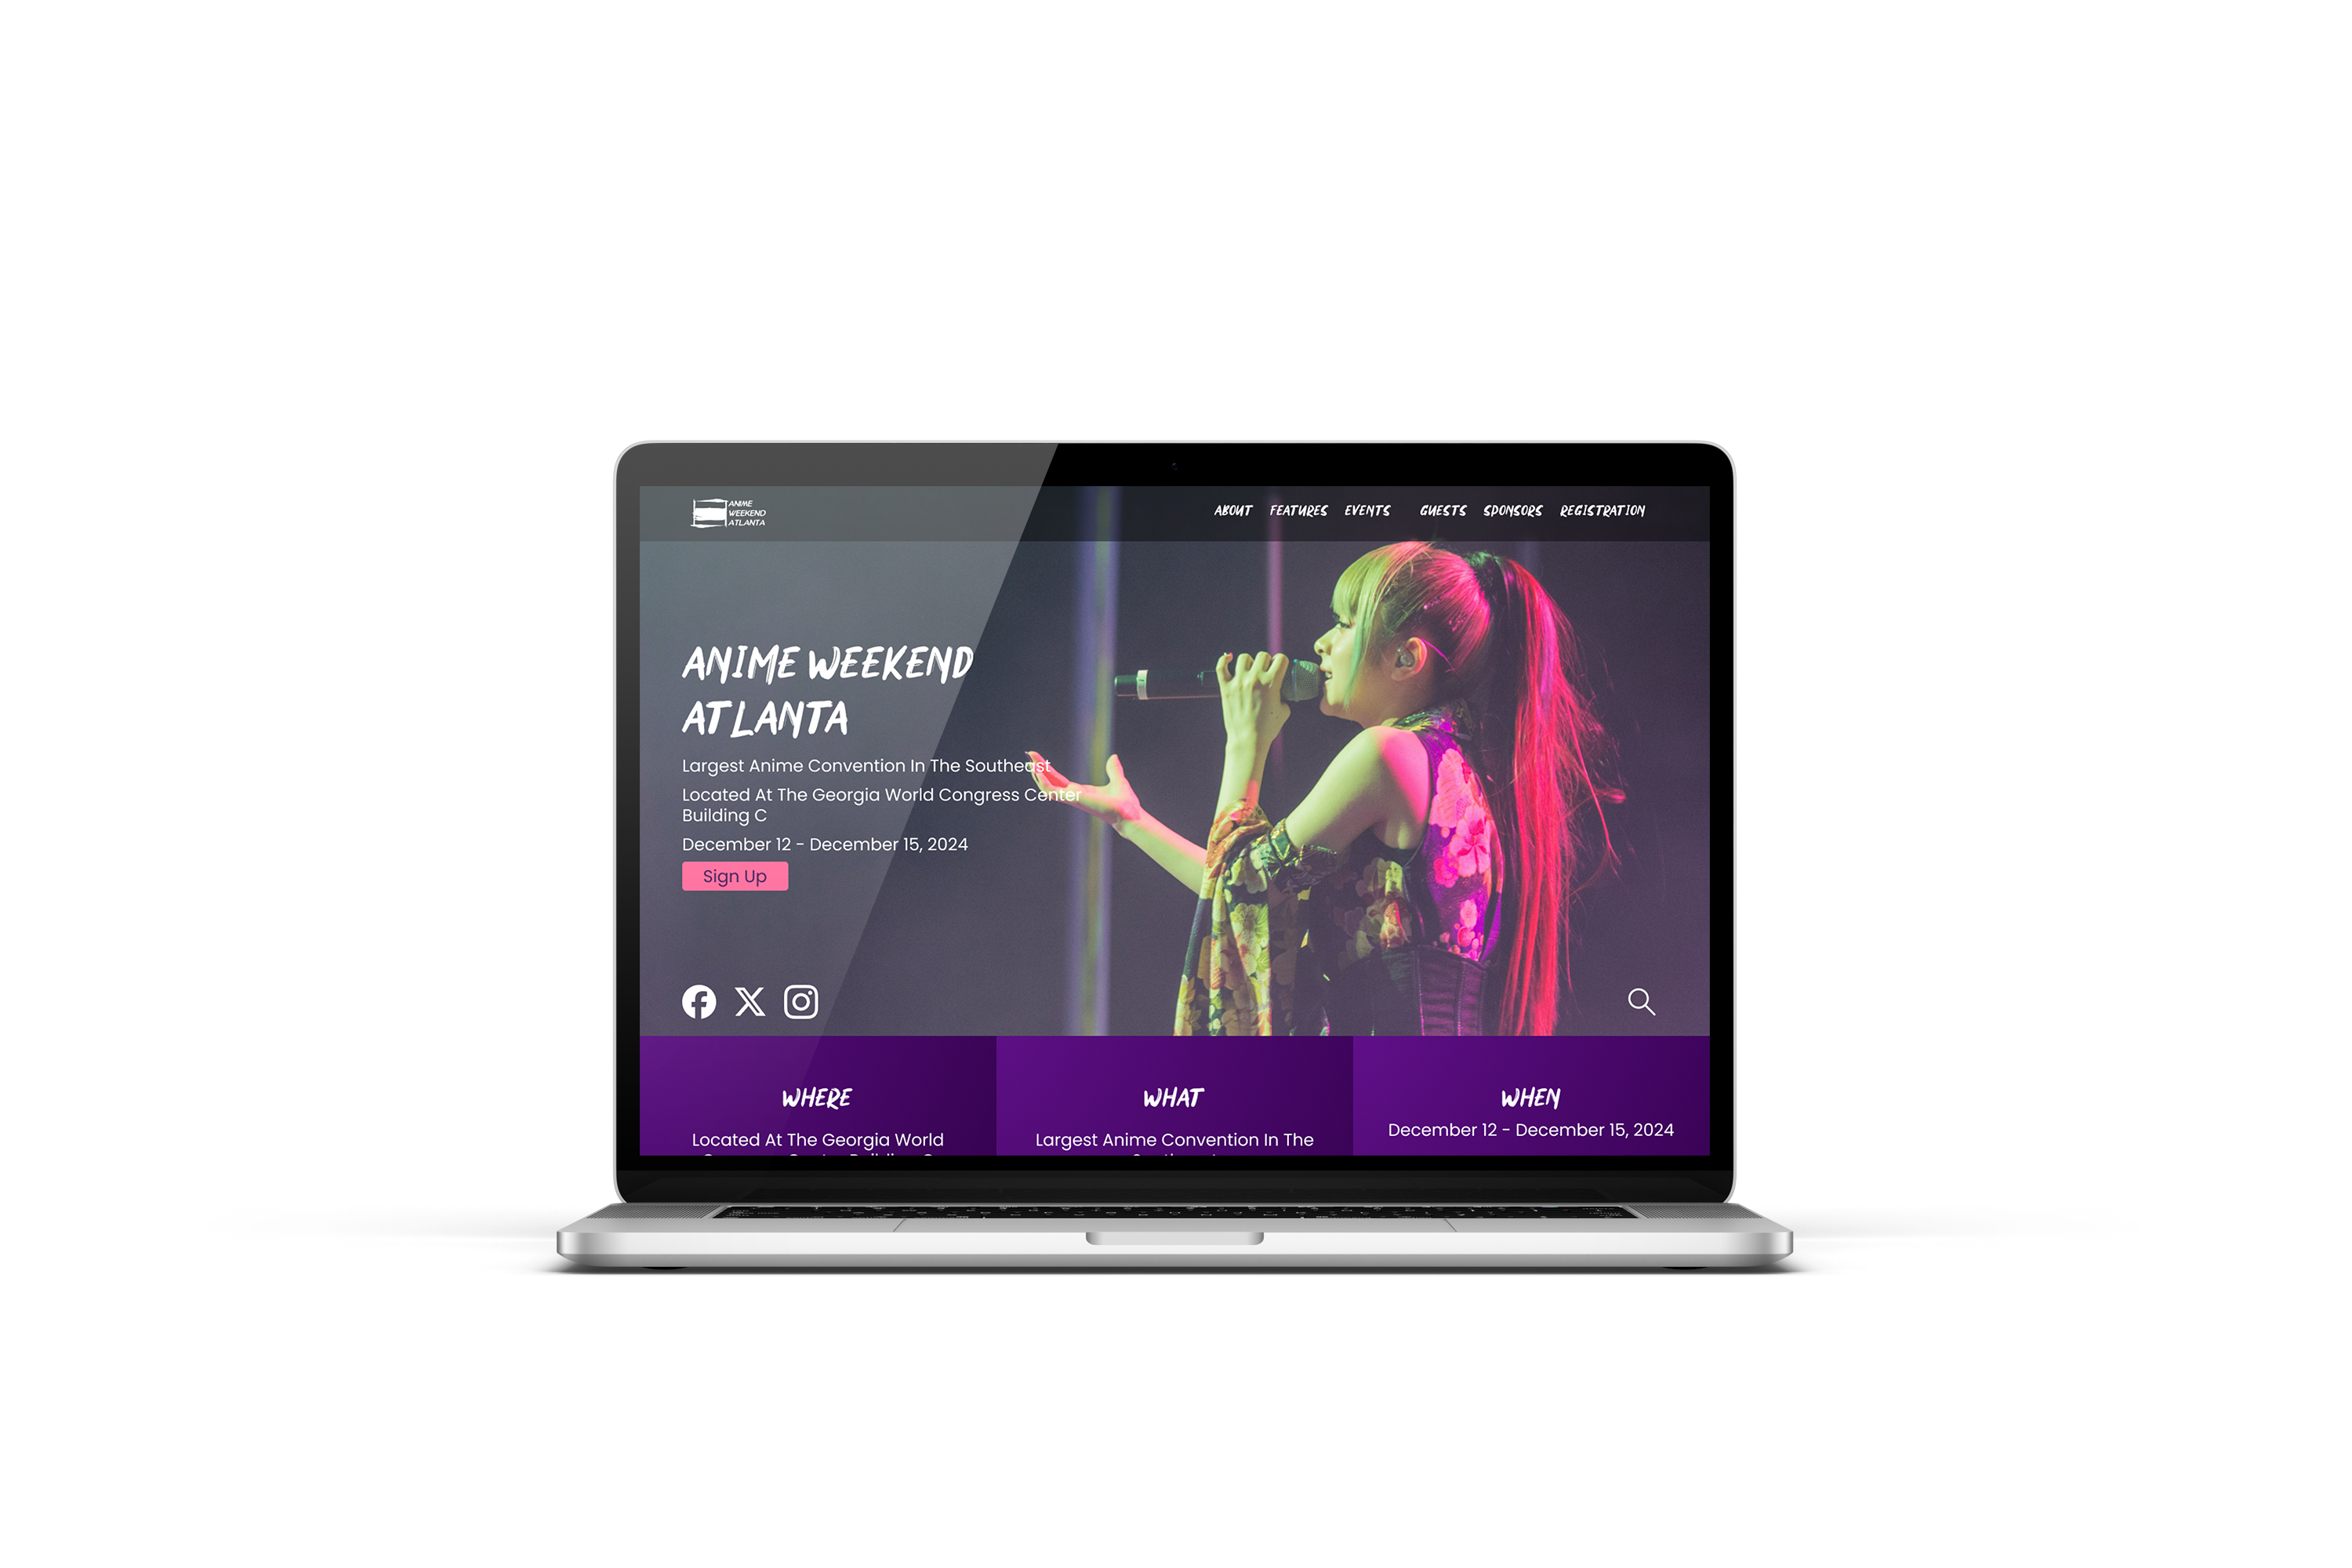 ANIME
WEEKEND
ATLANTA
ABOUT FEATURES EVENTS GUESTS SPONSORS REGISTRATION
ANIME WEEKEND
ATLANTA
Largest Anime Convention In The Southeast
Located At The Georgia World Congress Center
Building C
December 12 - December 15, 2024
Sign Up
WHERE
Located At The Georgia World
WHAT
Largest Anime Convention In The
WHEN
December 12 - December 15, 2024